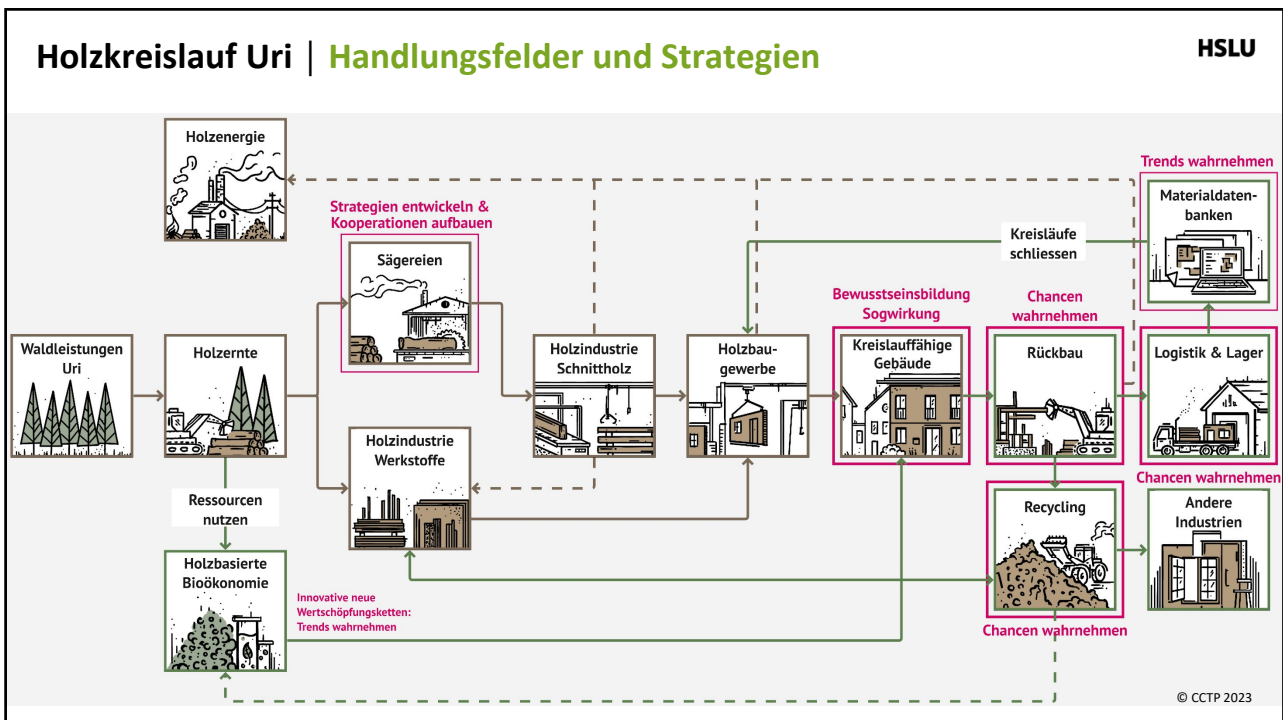 Holzkreislauf Uri | Handlungsfelder und Strategien
HSLU
Holzenergie
Strategien entwickeln &
Kooperationen aufbauen
Sägereien
Trends wahrnehmen
Materialdaten-
banken
Kreisläufe
schliessen
Waldleistungen
Uri
Holzernte
Holzindustrie
Schnittholz
Holzbau-
gewerbe
Bewusstseinsbildung
Sogwirkung
Kreislauffähige
Gebäude
Chancen
wahrnehmen
Rückbau
Logistik & Lager
Chancen wahrnehmen
Holzindustrie
Werkstoffe
Ressourcen
nutzen
Recycling
Chancen wahrnehmen
Andere
Industrien
Holzbasierte
Bioökonomie
Innovative neue
Wertschöpfungsketten:
Trends wahrnehmen
© CCTP 2023